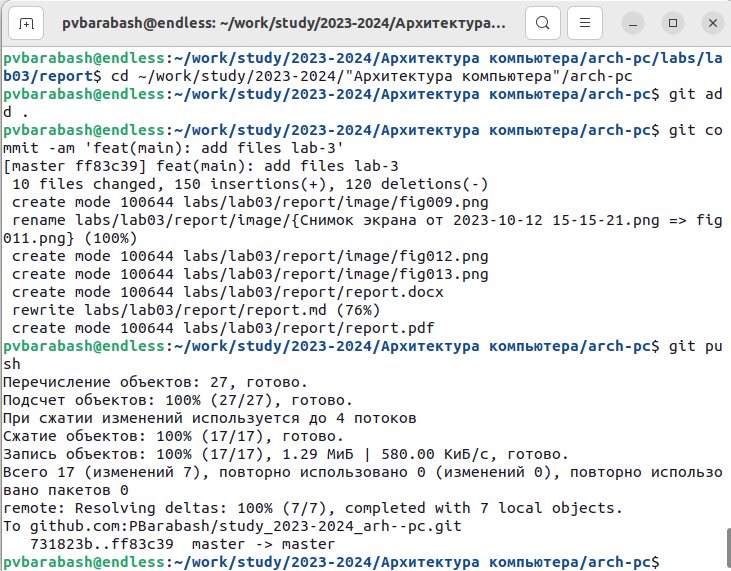 pvbarabash@endless: ~/work/study/2023-2024/Архитектура...
pvbarabash@endless:~/work/study/2023-2024/Архитектура компьютера/arch-pc/labs/la
b03/report$ cd ~/work/study/2023-2024/"Архитектура компьютера"/arch-pc
pvbarabash@endless:~/work/study/2023-2024/Архитектура компьютера/arch-pc$ git ad
d .
pvbarabash@endless:~/work/study/2023-2024/Архитектура компьютера/arch-pc$ git co
mmit -am 'feat(main): add files lab-3'
[master ff83c39] feat(main): add files lab-3
 10 files changed, 150 insertions(+), 120 deletions(-)
 create mode 100644 labs/lab03/report/image/fig009.png
 rename labs/lab03/report/image/{Снимок экрана от 2023-10-12 15-15-21.png => fig
011.png} (100%)
 create mode 100644 labs/lab03/report/image/fig012.png
 create mode 100644 labs/lab03/report/image/fig013.png
 create mode 100644 labs/lab03/report/report.docx
 rewrite labs/lab03/report/report.md (76%)
 create mode 100644 labs/lab03/report/report.pdf
pvbarabash@endless:~/work/study/2023-2024/Архитектура компьютера/arch-pc$ git pu
sh
Перечисление объектов: 27, готово.
Подсчет объектов: 100% (27/27), готово.
При сжатии изменений используется до 4 потоков
Сжатие объектов: 100% (17/17), готово.
Запись объектов: 100% (17/17), 1.29 МиБ | 580.00 КиБ/с, готово.
Всего 17 (изменений 7), повторно использовано 0 (изменений 0), повторно использо
вано пакетов 0
remote: Resolving deltas: 100% (7/7), completed with 7 local objects.
To github.com:PBarabash/study_2023-2024_arh--pc.git
   731823b..ff83c39  master -> master
pvbarabash@endless:~/work/study/2023-2024/Архитектура компьютера/arch-pc$